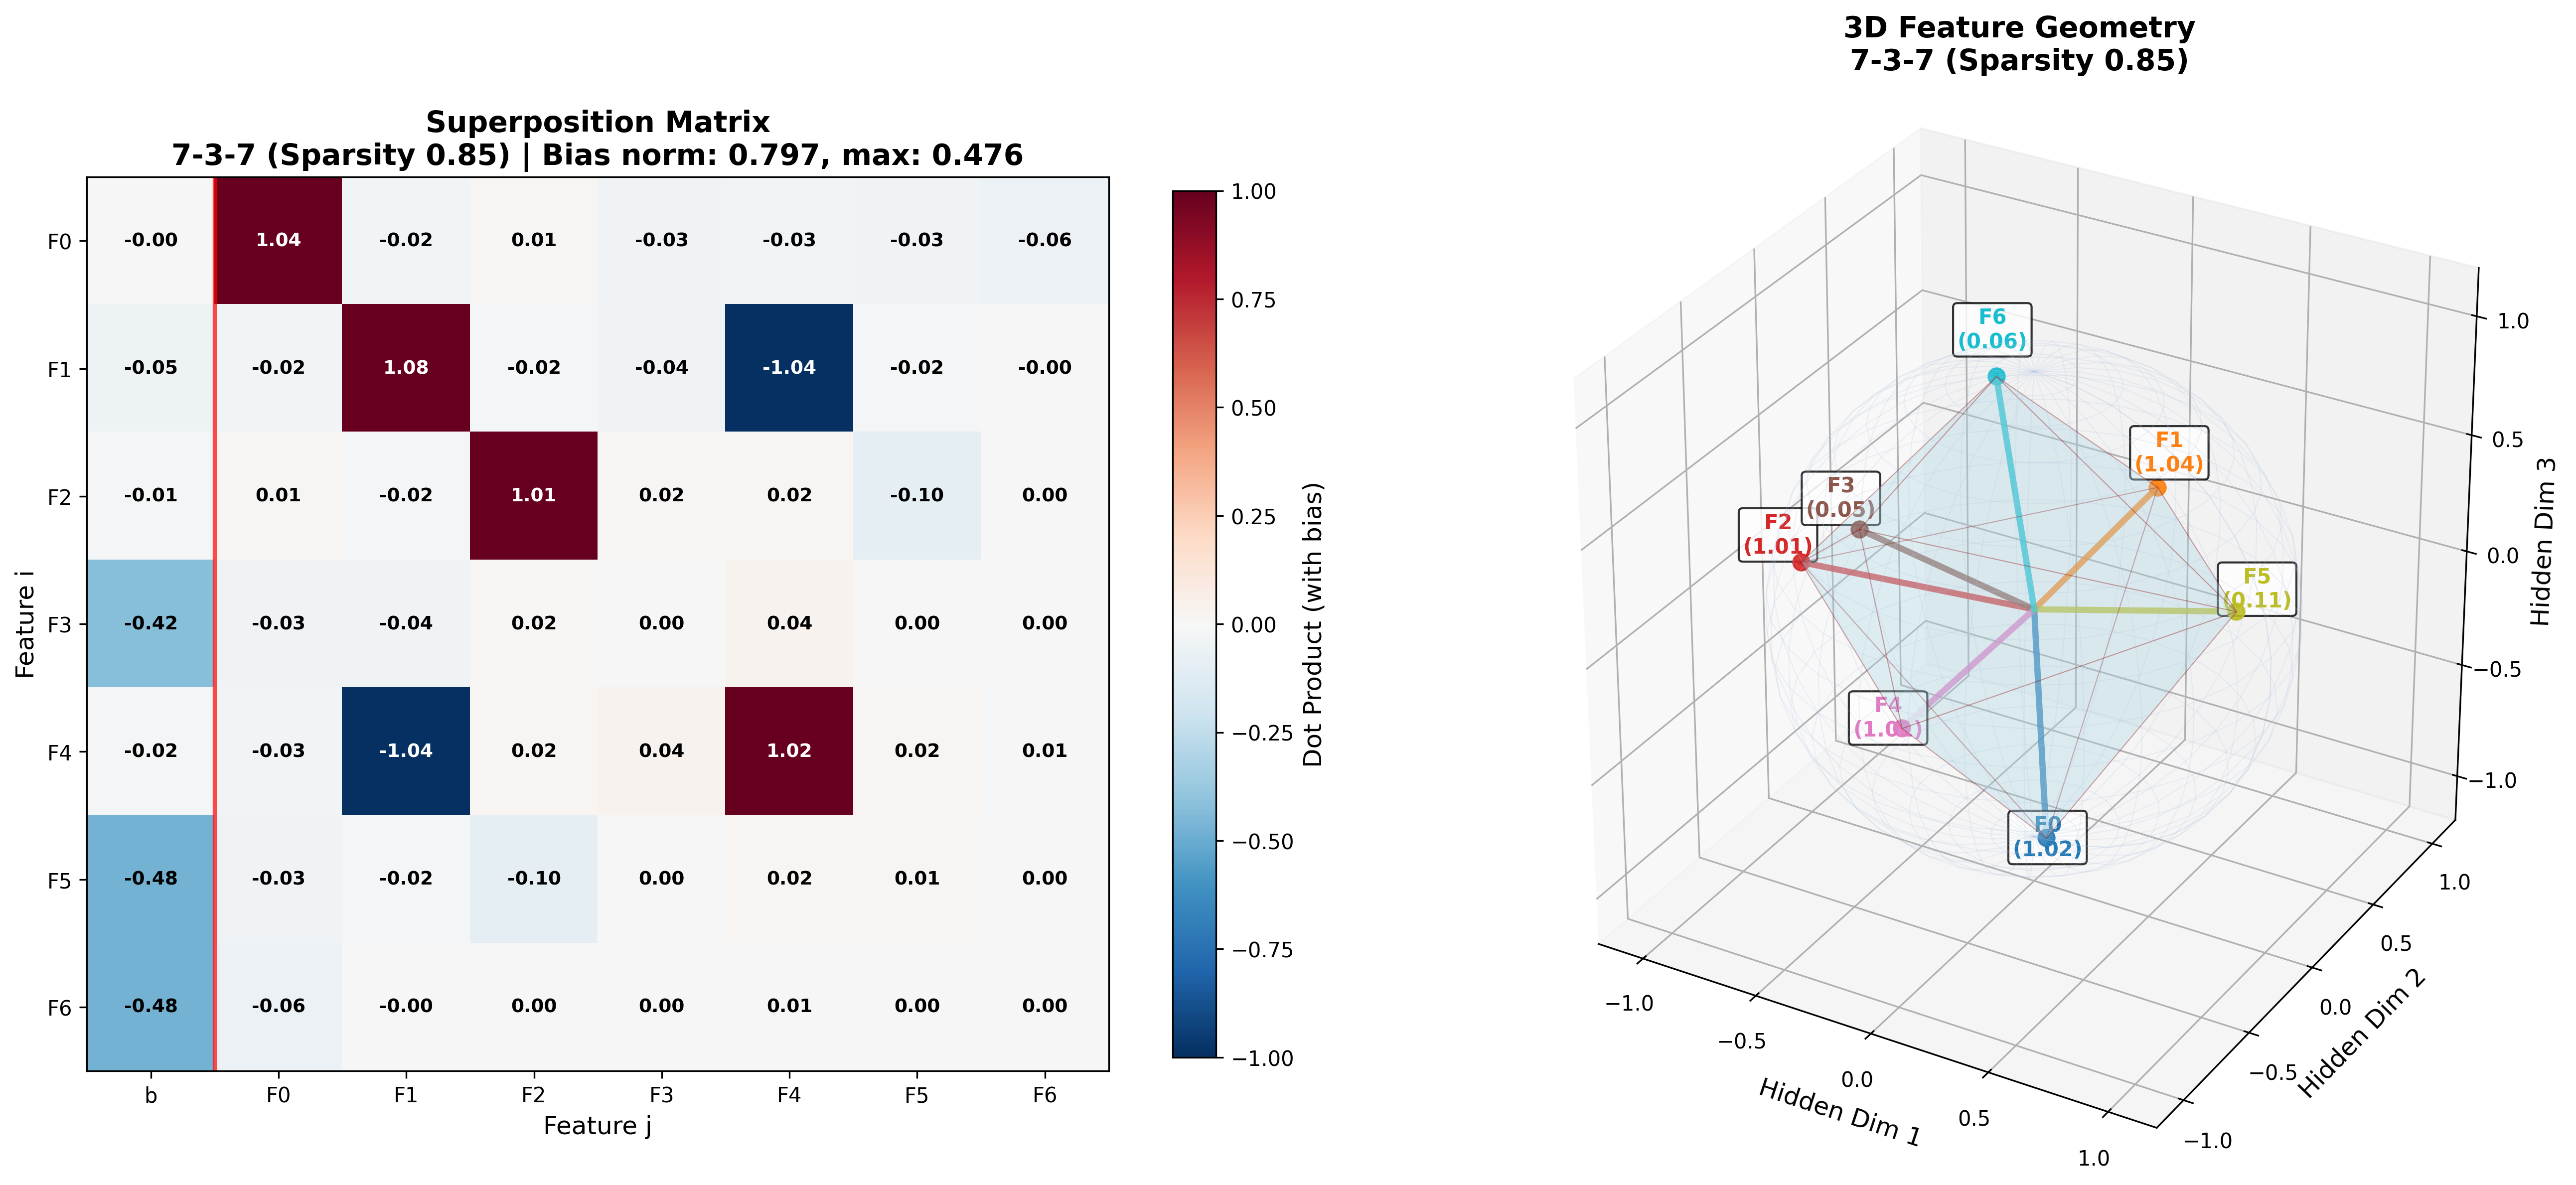 Superposition Matrix
7-3-7 (Sparsity 0.85) | Bias norm: 0.797, max: 0.476
Feature i
F0 -0.00 1.04 -0.02 0.01 -0.03 -0.03 -0.03 -0.06
F1 -0.05 -0.02 1.08 -0.02 -0.04 -1.04 -0.02 -0.00
F2 -0.01 0.01 -0.02 1.01 0.02 0.02 -0.10 0.00
F3 -0.42 -0.03 -0.04 0.02 0.00 0.04 0.00 0.00
F4 -0.02 -0.03 -1.04 0.02 0.04 1.02 0.02 0.01
F5 -0.48 -0.03 -0.02 -0.10 0.00 0.02 0.01 0.00
F6 -0.48 -0.06 -0.00 0.00 0.00 0.01 0.00 0.00
b F0 F1 F2 F3 F4 F5 F6
Feature j
1.00
0.75
0.50
0.25
0.00
−0.25
−0.50
−0.75
−1.00
Dot Product (with bias)
3D Feature Geometry
7-3-7 (Sparsity 0.85)
F6
(0.06)
F1
(1.04)
F3
(0.05)
F2
(1.01)
F5
(0.11)
F4
F0
(1.02)
1.0
0.5
0.0
−0.5
−1.0
Hidden Dim 3
−1.0
−0.5
0.0
0.5
1.0
Hidden Dim 1
1.0
0.5
0.0
−0.5
−1.0
Hidden Dim 2